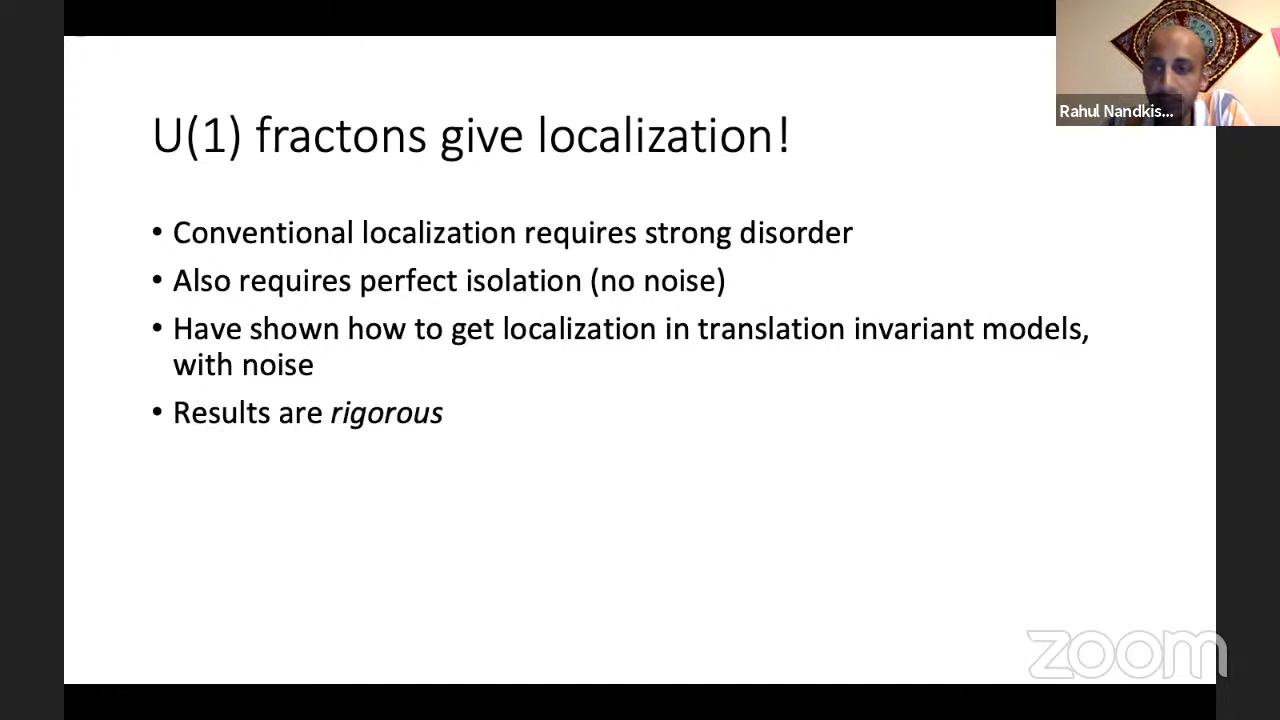 Rahul Nandkis...
U(1) fractons give localization!
• Conventional localization requires strong disorder
• Also requires perfect isolation (no noise)
• Have shown how to get localization in translation invariant models,
with noise
• Results are rigorous
zoom